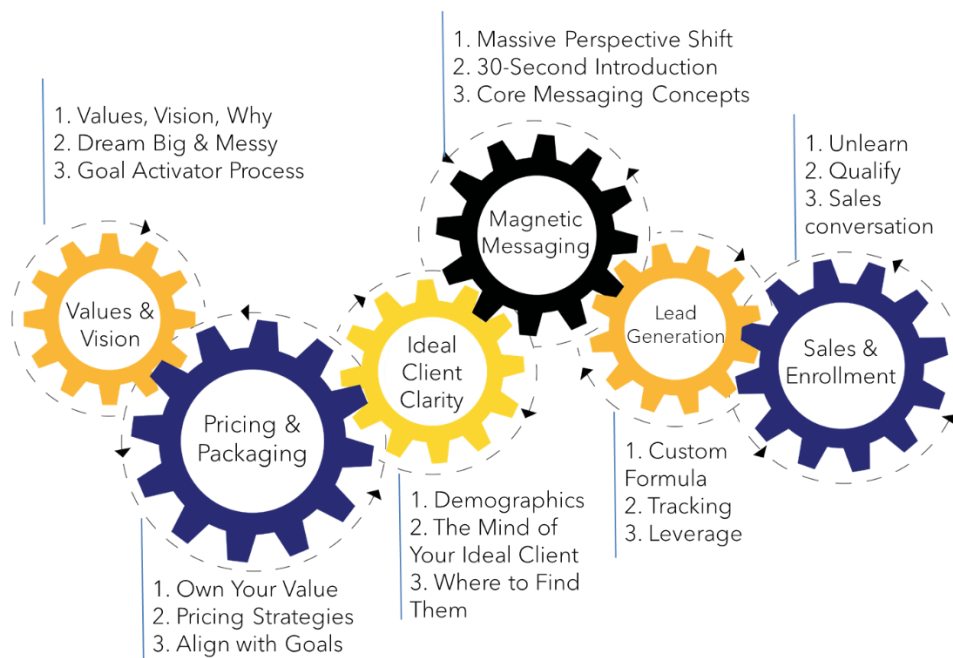 1. Massive Perspective Shift
2. 30-Second Introduction
3. Core Messaging Concepts
1. Values, Vision, Why
2. Dream Big & Messy
3. Goal Activator Process
1. Unlearn
2. Qualify
3. Sales
conversation
Values &
Vision
Pricing &
Packaging
Ideal
Client
Clarity
Magnetic
Messaging
Lead
Generation
Sales &
Enrollment
1. Own Your Value
2. Pricing Strategies
3. Align with Goals
1. Demographics
2. The Mind of
Your Ideal Client
3. Where to Find
Them
1. Custom
Formula
2. Tracking
3. Leverage